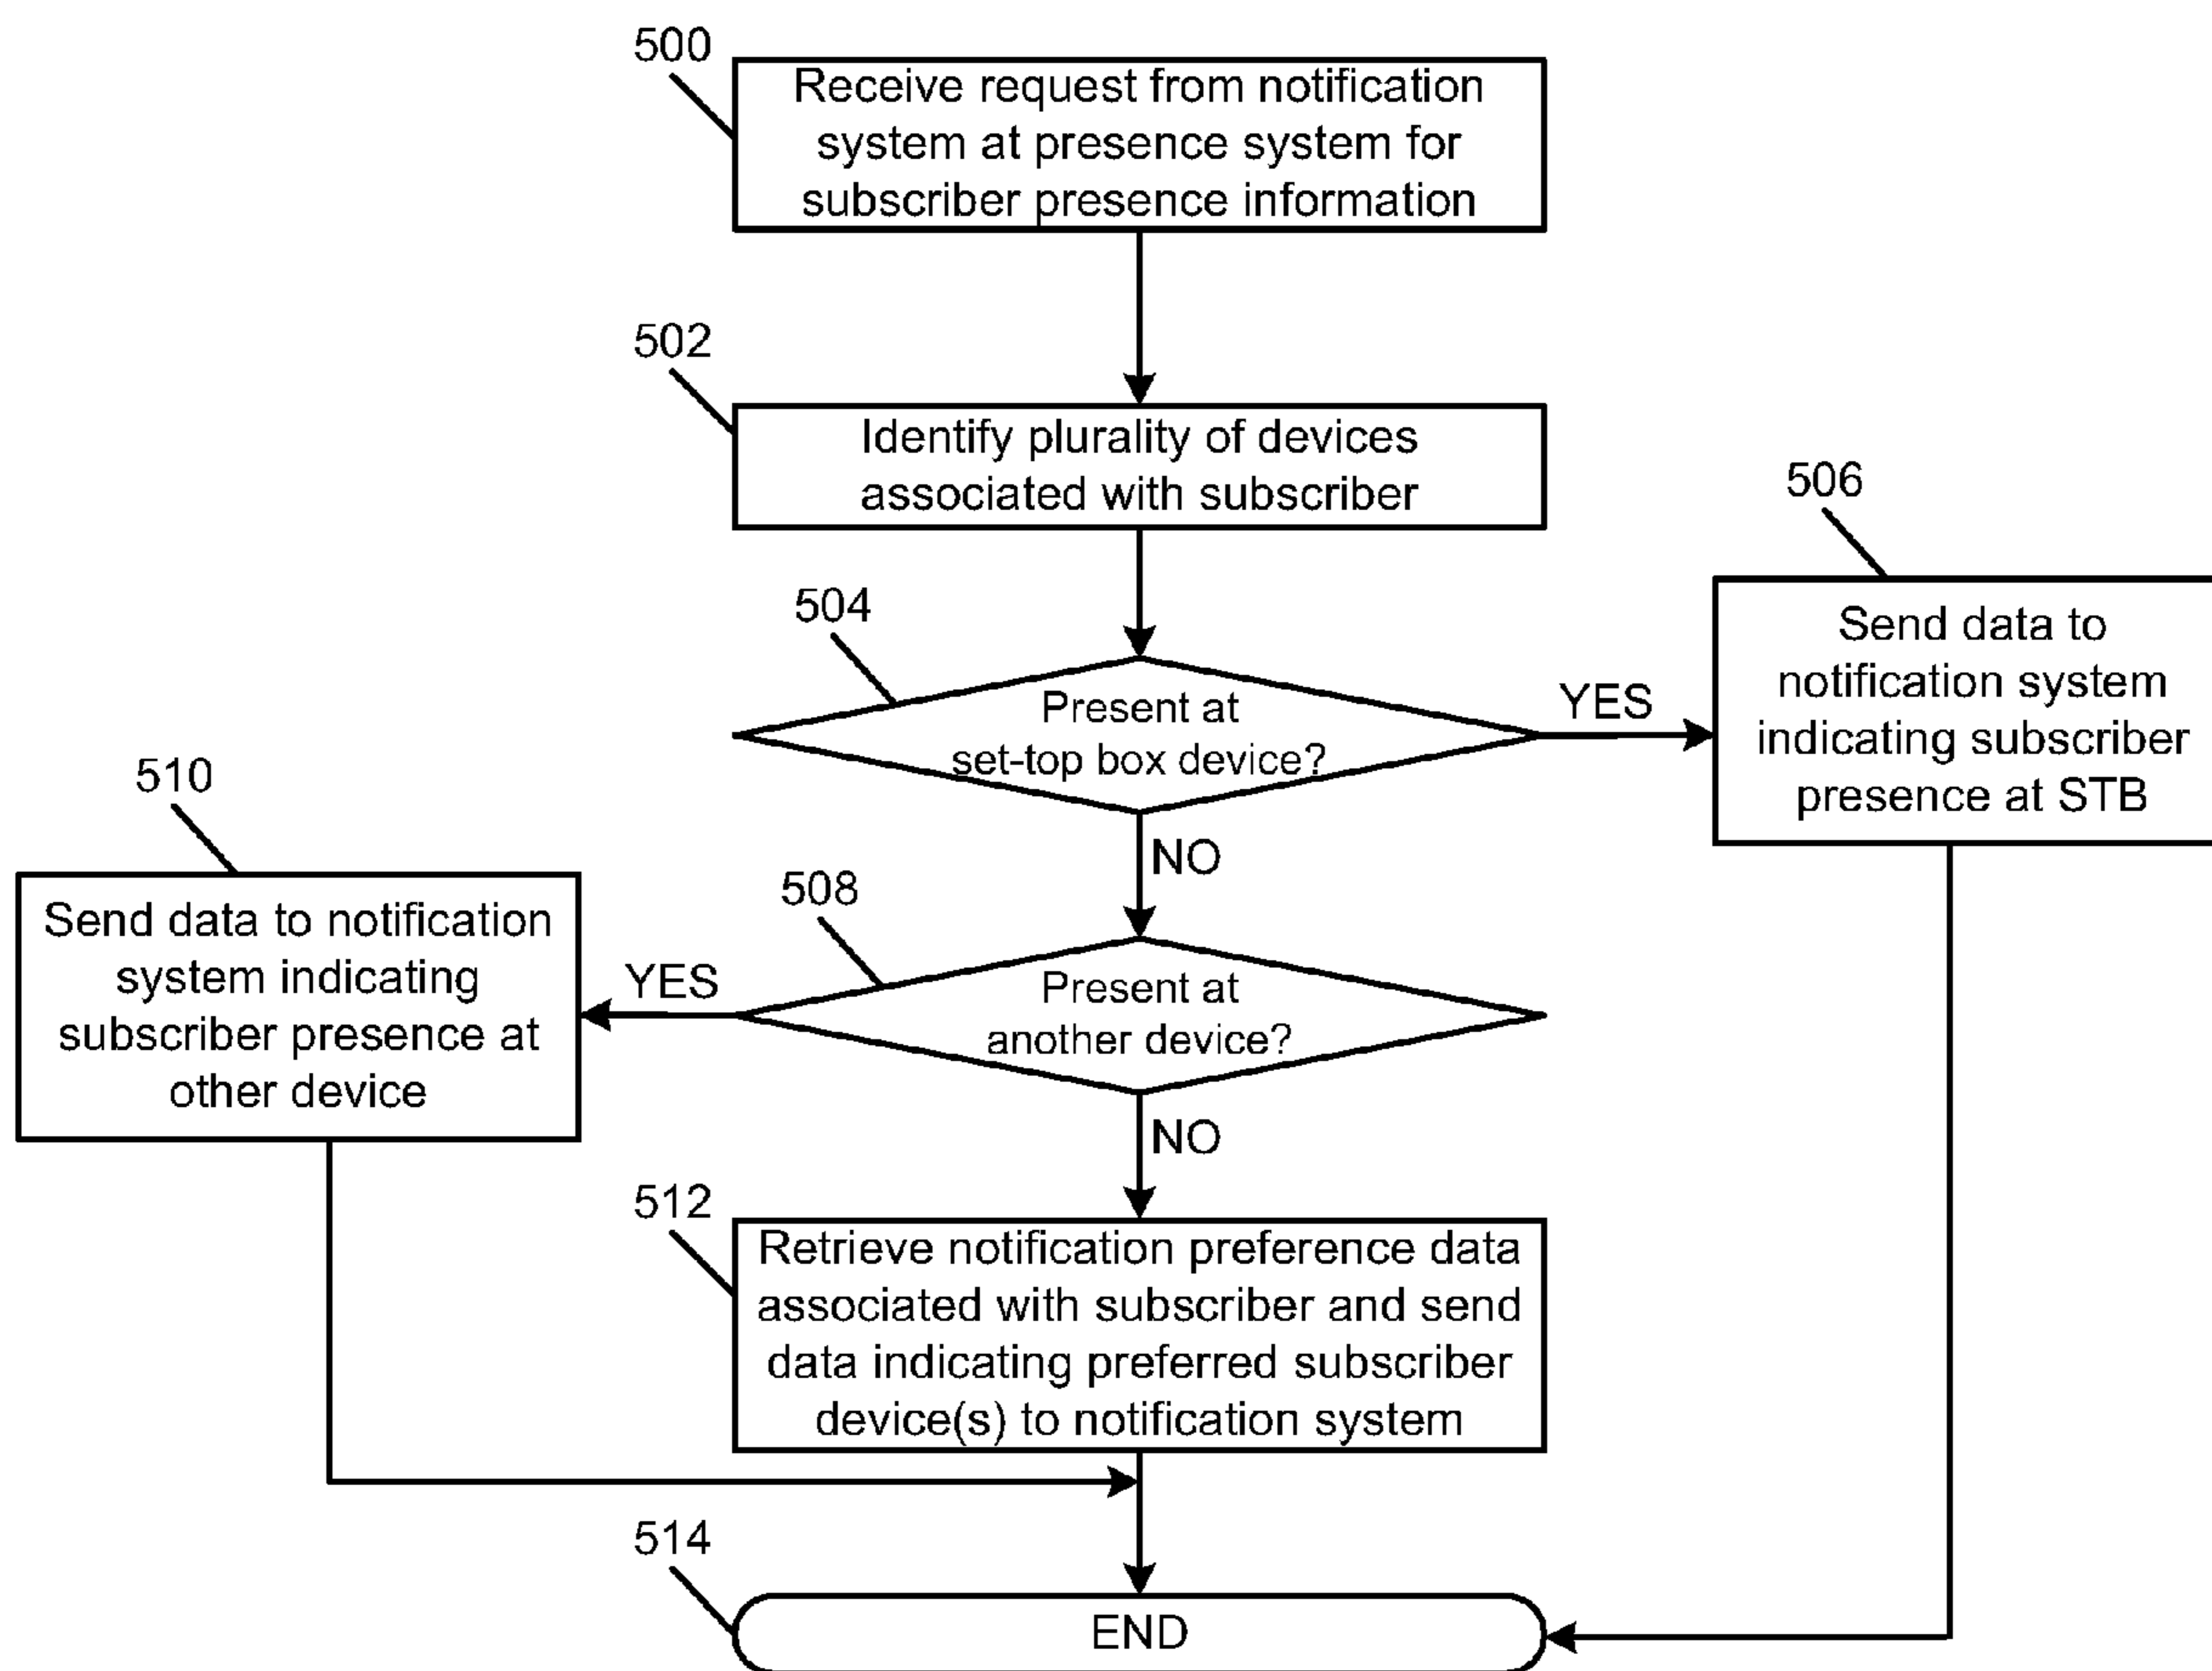 500
Receive request from notification
system at presence system for
subscriber presence information
502
Identify plurality of devices
associated with subscriber
504
Present at
set-top box device?
YES
506
Send data to
notification system
indicating subscriber
presence at STB
NO
508
Present at
another device?
YES
510
Send data to notification
system indicating
subscriber presence at
other device
NO
512
Retrieve notification preference data
associated with subscriber and send
data indicating preferred subscriber
device(s) to notification system
514
END